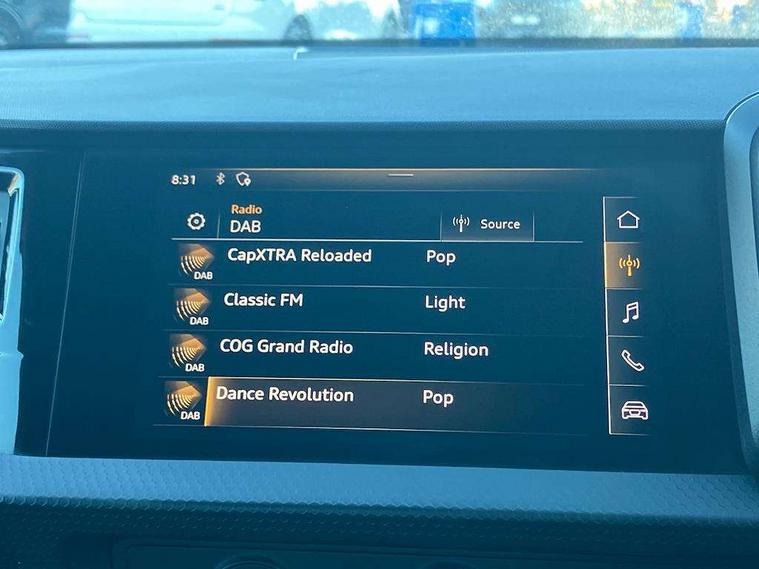 8:31
Radio
DAB
Source
CapXTRA Reloaded Pop
DAB
Classic FM Light
DAB
COG Grand Radio Religion
DAB
Dance Revolution Pop
DAB